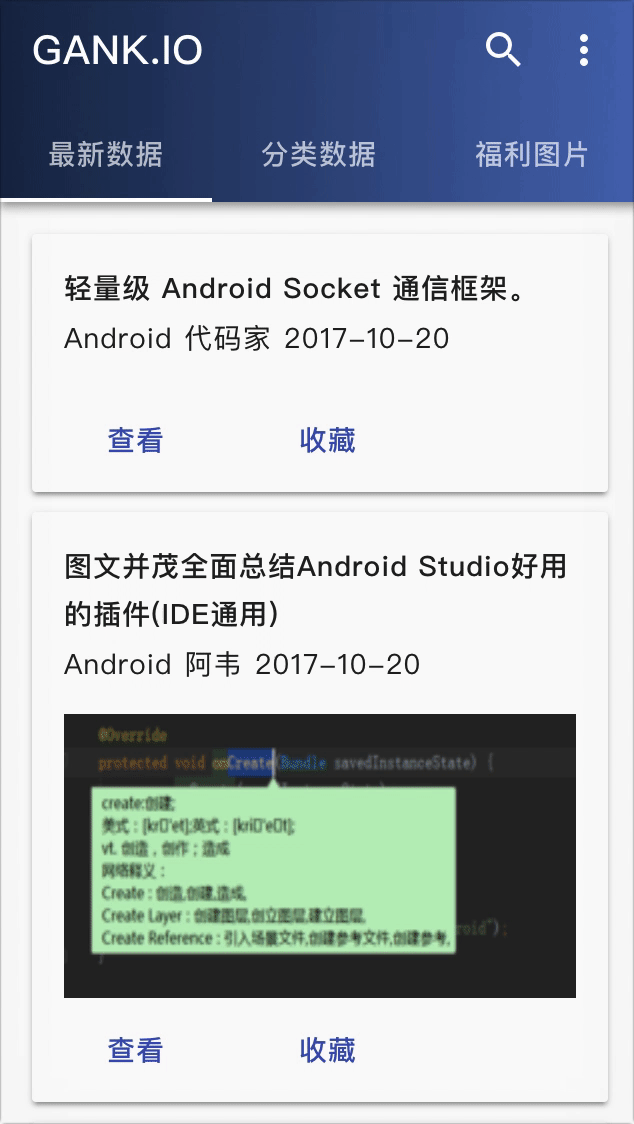 GANK.IO
最新数据 分类数据 福利图片
轻量级 Android Socket 通信框架。
Android 代码家 2017-10-20
查看 收藏
图文并茂全面总结Android Studio好用
的插件(IDE通用)
Android 阿韦 2017-10-20
@Override
protected void onCreate(Bundle savedInstanceState) {
create:创建;
美式：[krɪ'et];英式：[kri'eɪt];
vt. 创造，创作；造成
网络释义：
Create : 创造,创建,造成,
Create Layer : 创建图层,创立图层,建立图层,
roid");
Create Reference : 引入场景文件,创建参考文件,创建参考,
}
查看 收藏